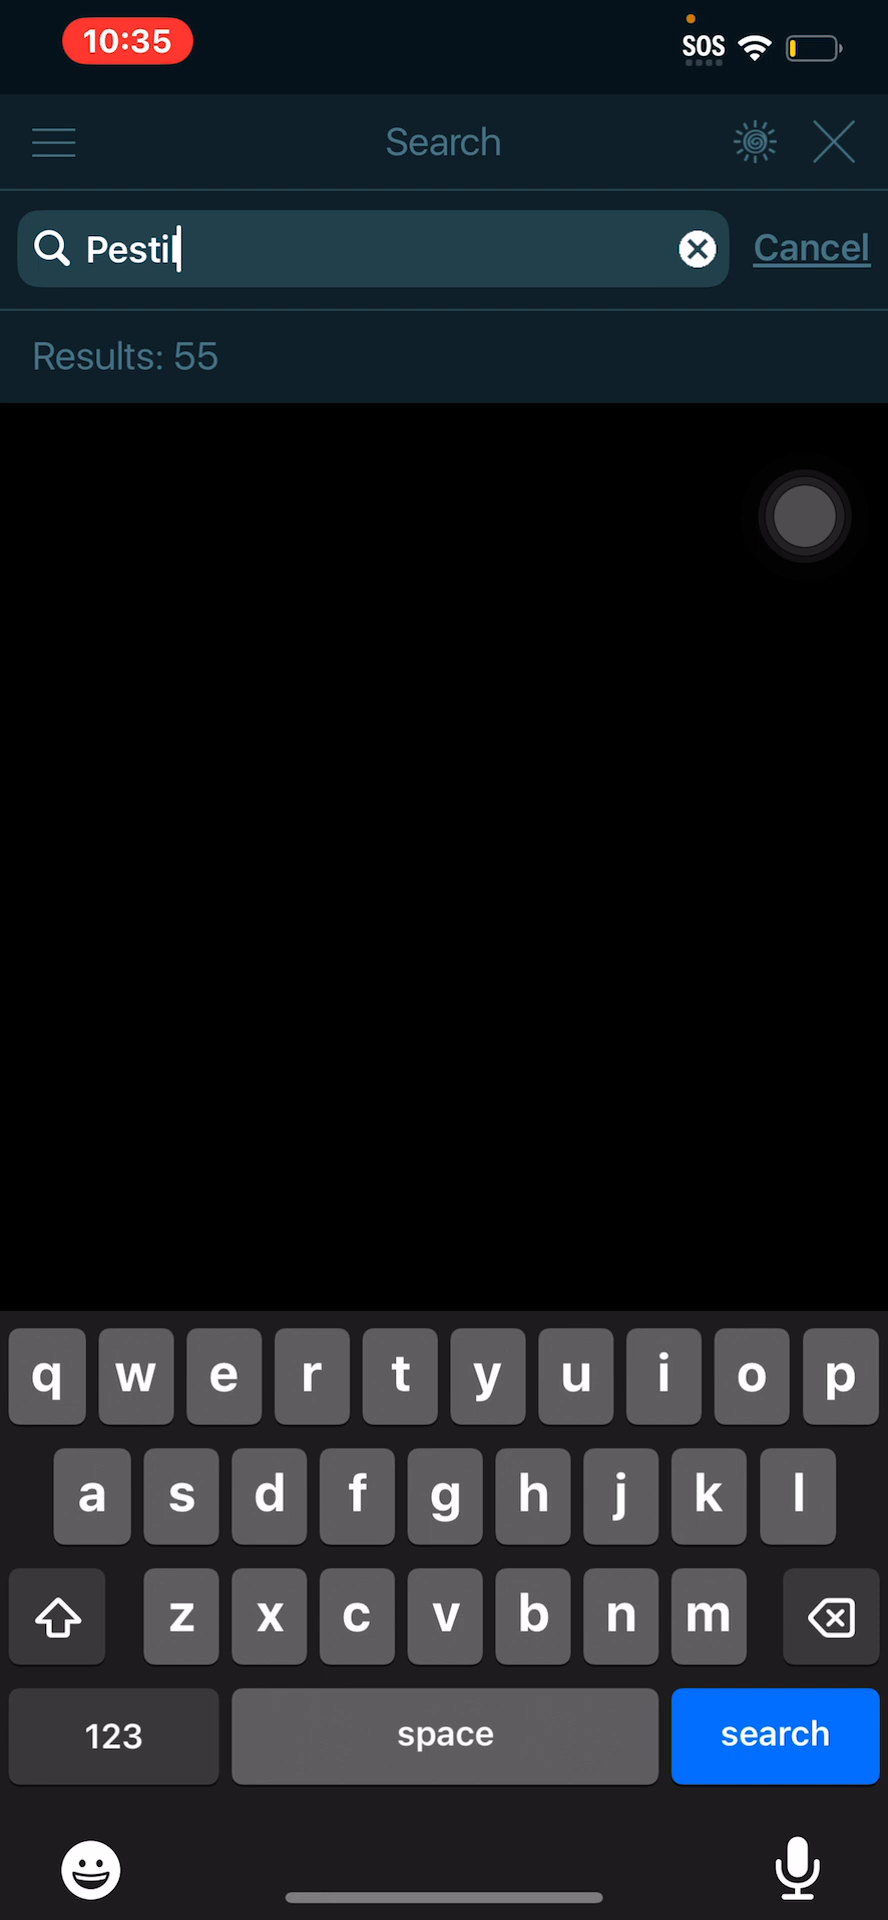 10:35
SOS
Search
Pestil
Cancel
Results: 55
q w e r t y u i o p
a s d f g h j k l
z x c v b n m
123 space search